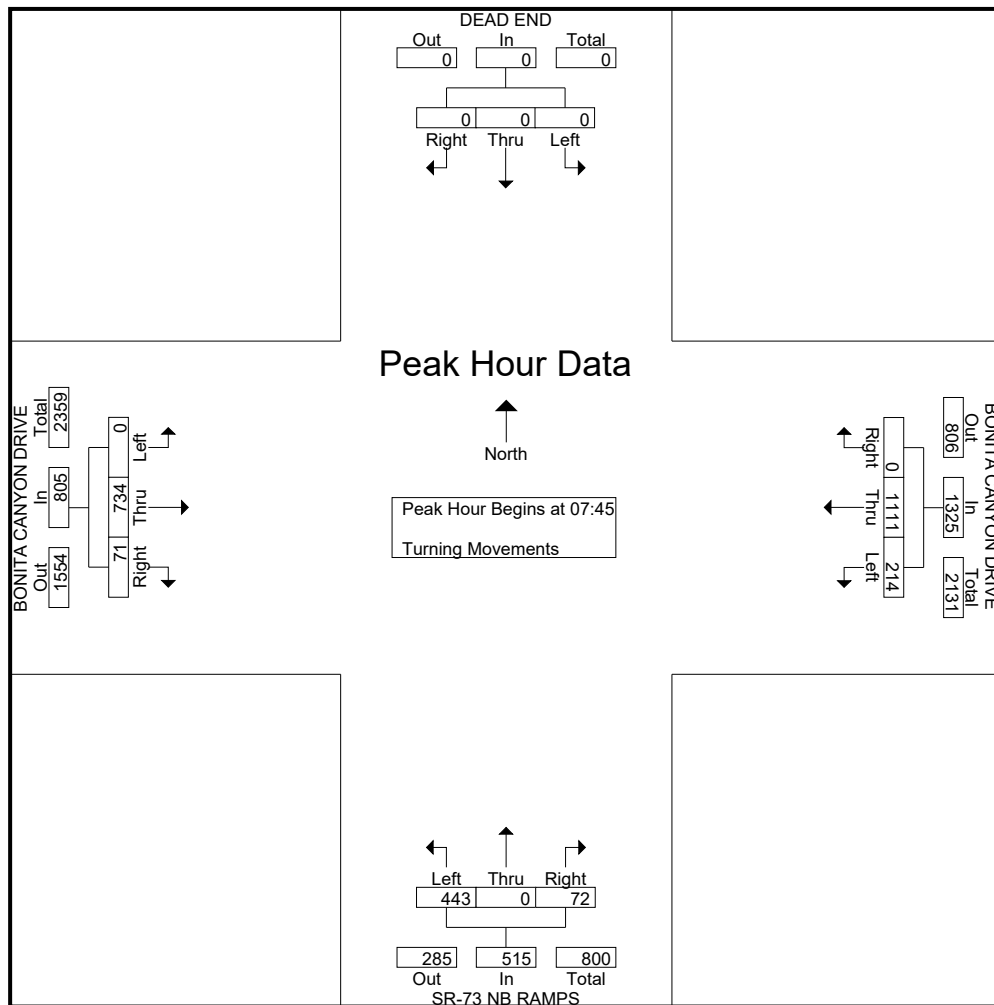 DEAD END
Out In Total
0 0 0
0 0 0
Right Thru Left
Peak Hour Data
North
Peak Hour Begins at 07:45
Turning Movements
BONITA CANYON DRIVE
Out In Total
1554 805 2359
71 734 0
Right Thru Left
BONITA CANYON DRIVE
Out In Total
806 1325 2131
0 1111 214
Right Thru Left
Left Thru Right
443 0 72
285 515 800
Out In Total
SR-73 NB RAMPS